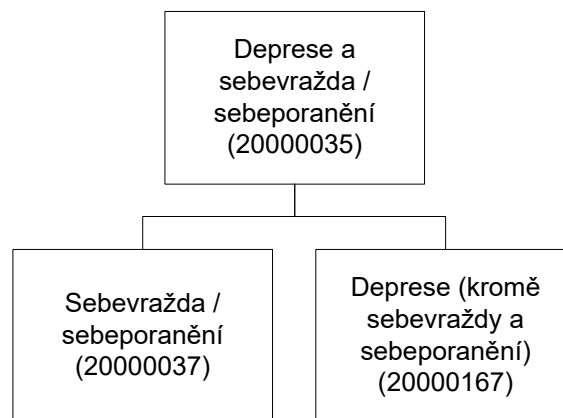 Deprese a
sebevražda /
sebeporanění
(20000035)
Sebevražda /
sebeporanění
(20000037)
Deprese (kromě
sebevraždy a
sebeporanění)
(20000167)